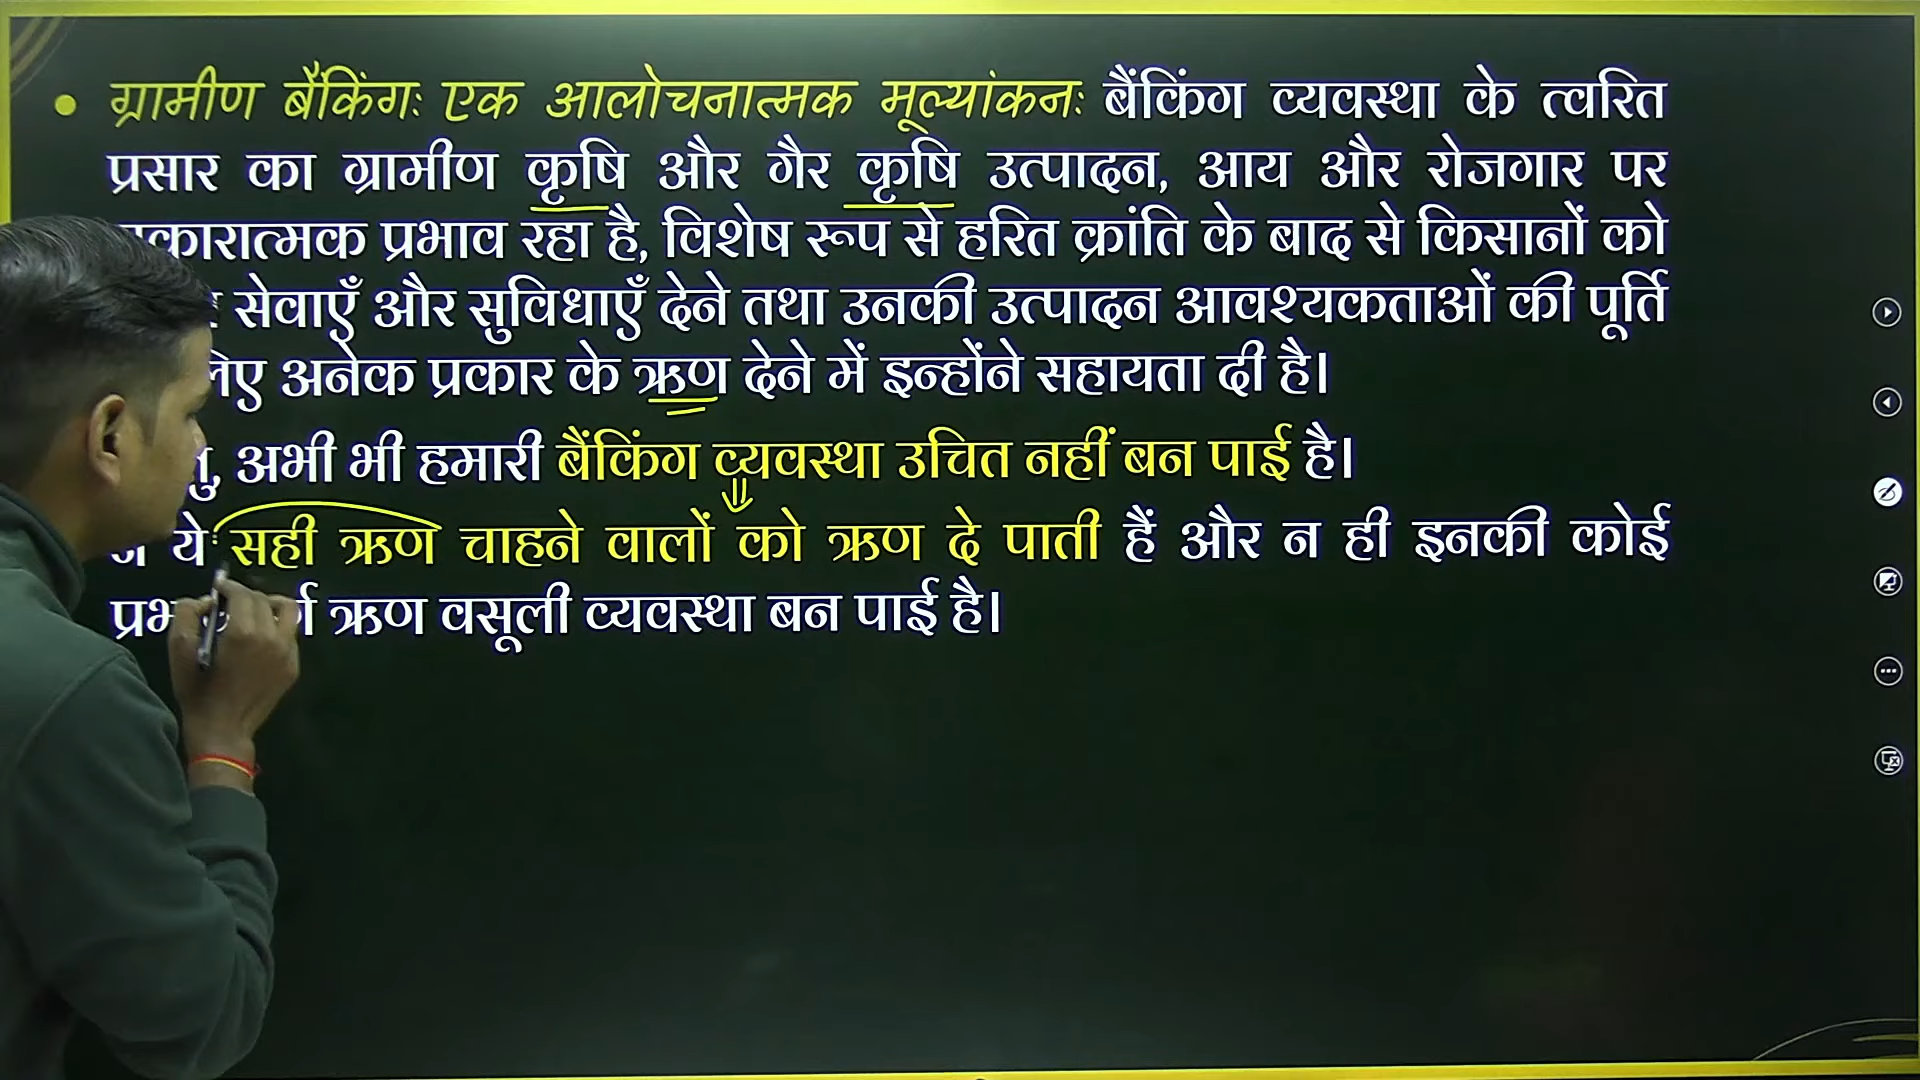 • ग्रामीण बैंकिंग: एक आलोचनात्मक मूल्यांकन: बैंकिंग व्यवस्था के त्वरित
प्रसार का ग्रामीण कृषि और गैर कृषि उत्पादन, आय और रोजगार पर
प्रभाव रहा है, विशेष रूप से हरित क्रांति के बाद से किसानों को
सेवाएँ और सुविधाएँ देने तथा उनकी उत्पादन आवश्यकताओं की पूर्ति
अनेक प्रकार के ऋण देने में इन्होंने सहायता दी है।
अभी भी हमारी बैंकिंग व्यवस्था उचित नहीं बन पाई है।
ये सही ऋण चाहने वालों को ऋण दे पाती हैं और न ही इनकी कोई
ऋण वसूली व्यवस्था बन पाई है।